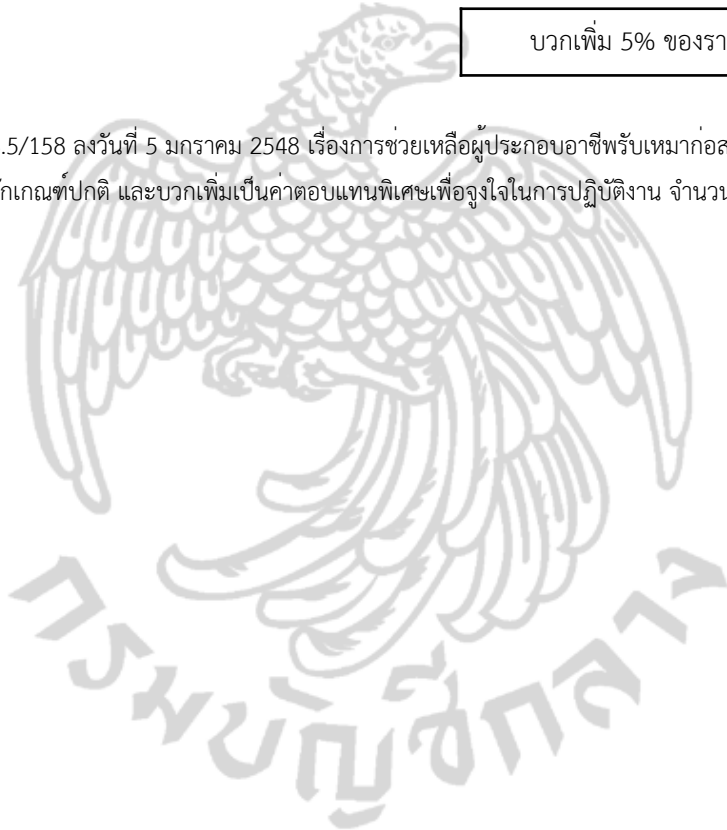 บวกเพิ่ม 5% ของรา
.5/158 ลงวันที่ 5 มกราคม 2548 เรื่องการช่วยเหลือผู้ประกอบอาชีพรับเหมาก่อส
ักเกณฑ์ปกติ และบวกเพิ่มเป็นค่าตอบแทนพิเศษเพื่อจูงใจในการปฏิบัติงาน จำนวน
กรมบัญชีกลาง